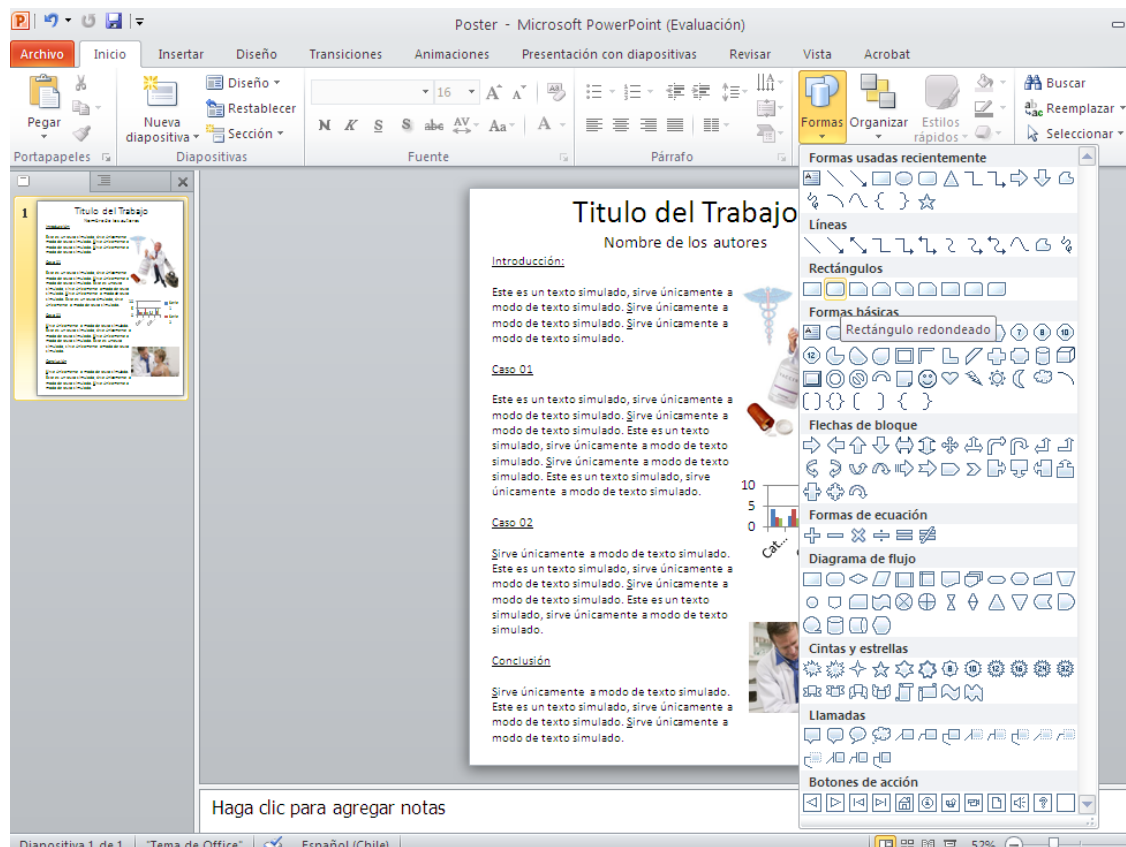 Poster - Microsoft PowerPoint (Evaluación)
Archivo Inicio Insertar Diseño Transiciones Animaciones Presentación con diapositivas Revisar Vista Acrobat
Pegar
Nueva diapositiva
Diseño
Restablecer
Sección
16
N K S S abc AV Aa A
Formas
Organizar
Estilos rápidos
Buscar
Reemplazar
Seleccionar
Portapapeles Diapositivas Fuente Párrafo
1
Titulo del Trabajo
Nombre de los autores
Introducción:
Este es un texto simulado, sirve únicamente a
modo de texto simulado. Sirve únicamente a
modo de texto simulado. Sirve únicamente a
modo de texto simulado.
Caso 01
Este es un texto simulado, sirve únicamente a
modo de texto simulado. Sirve únicamente a
modo de texto simulado. Este es un texto
simulado, sirve únicamente a modo de texto
simulado. Sirve únicamente a modo de texto
simulado. Este es un texto simulado, sirve
únicamente a modo de texto simulado.
Caso 02
Sirve únicamente a modo de texto simulado.
Este es un texto simulado, sirve únicamente a
modo de texto simulado. Sirve únicamente a
modo de texto simulado. Este es un texto
simulado, sirve únicamente a modo de texto
simulado.
Conclusión
Sirve únicamente a modo de texto simulado.
Este es un texto simulado, sirve únicamente a
modo de texto simulado. Sirve únicamente a
modo de texto simulado.
10
5
0
Cat...
Formas usadas recientemente
Líneas
Rectángulos
Formas básicas
Rectángulo redondeado
Flechas de bloque
Formas de ecuación
Diagrama de flujo
Cintas y estrellas
Llamadas
Botones de acción
Haga clic para agregar notas
Diapositiva 1 de 1 "Tema de Office" Español (Chile) 52%